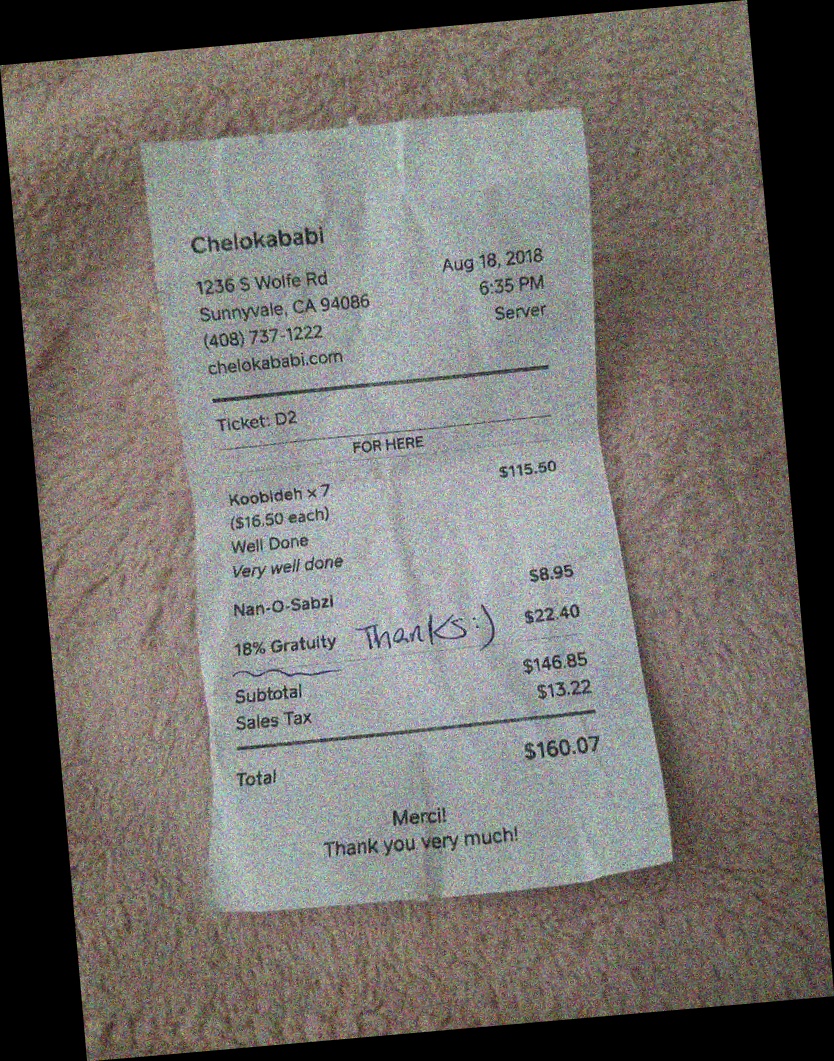 Chelokababi
1236 S Wolfe Rd
Sunnyvale, CA 94086
(408) 737-1222
chelokababi.com
Aug 18, 2018
6:35 PM
Server
Ticket: D2
FOR HERE
Koobideh x 7 $115.50
($16.50 each)
Well Done
Very well done
Nan-O-Sabzi $8.95
18% Gratuity Thanks :) $22.40
Subtotal $146.85
Sales Tax $13.22
Total $160.07
Merci!
Thank you very much!